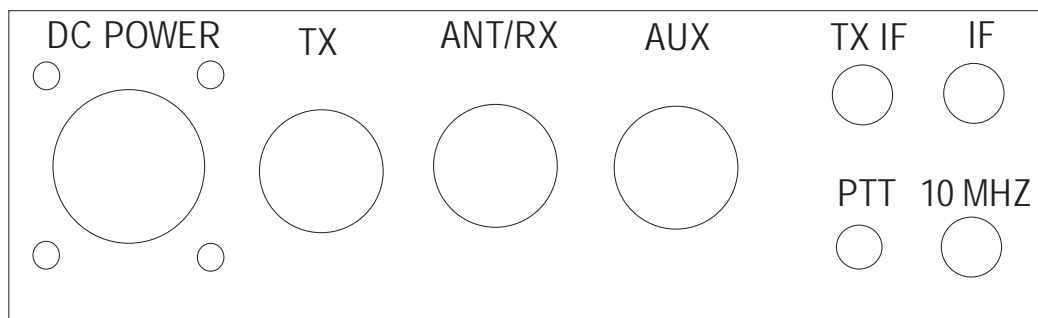 DC POWER
TX
ANT/RX
AUX
TX IF
IF
PTT
10 MHZ